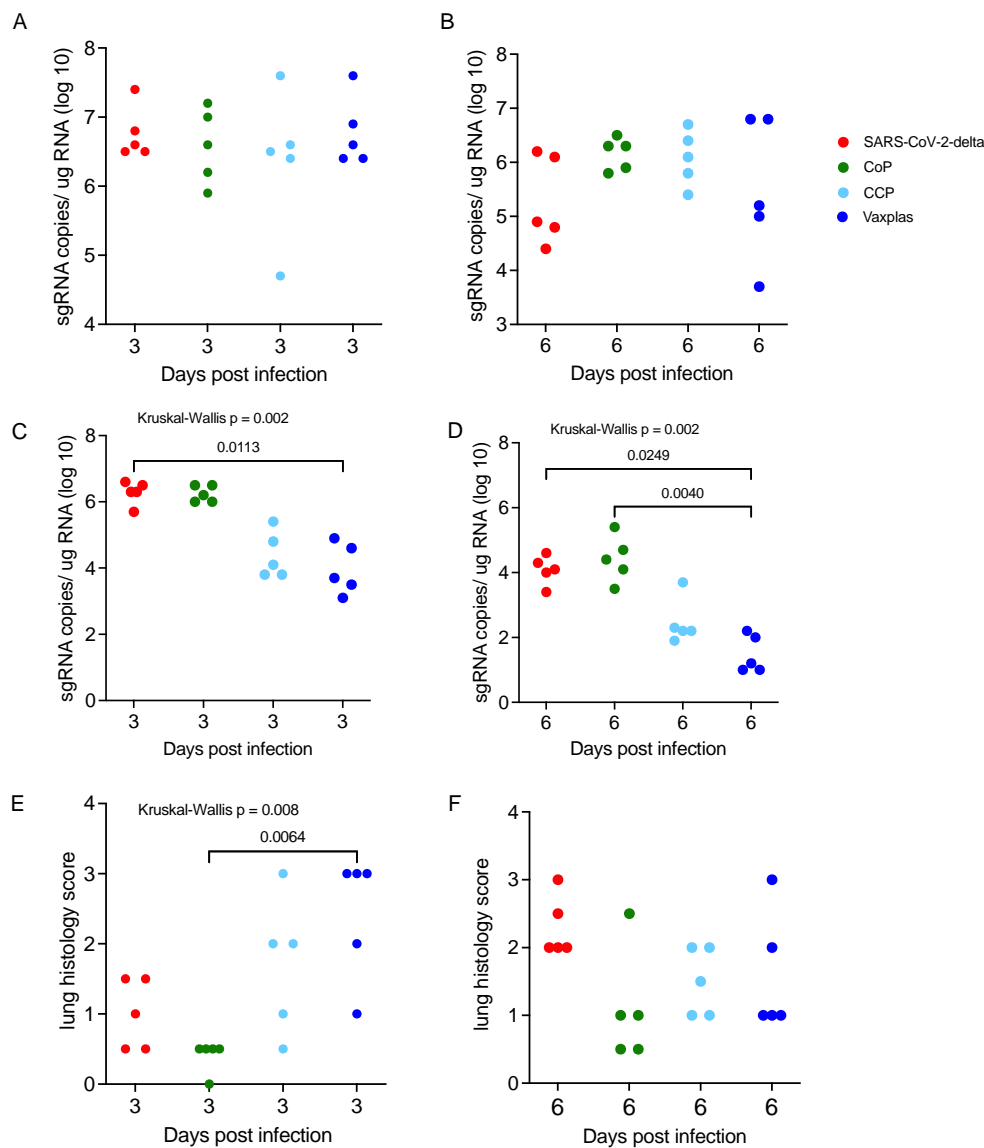 A
sgRNA copies/ ug RNA (log 10)
8
7
6
5
4
3 3 3 3
Days post infection
B
sgRNA copies/ ug RNA (log 10)
8
7
6
5
4
3
6 6 6 6
Days post infection
SARS-CoV-2-delta
CoP
CCP
Vaxplas
C
Kruskal-Wallis p = 0.002
0.0113
sgRNA copies/ ug RNA (log 10)
8
6
4
2
0
3 3 3 3
Days post infection
D
Kruskal-Wallis p = 0.002
0.0249
0.0040
sgRNA copies/ ug RNA (log 10)
8
6
4
2
0
6 6 6 6
Days post infection
E
Kruskal-Wallis p = 0.008
0.0064
lung histology score
4
3
2
1
0
3 3 3 3
Days post infection
F
lung histology score
4
3
2
1
0
6 6 6 6
Days post infection